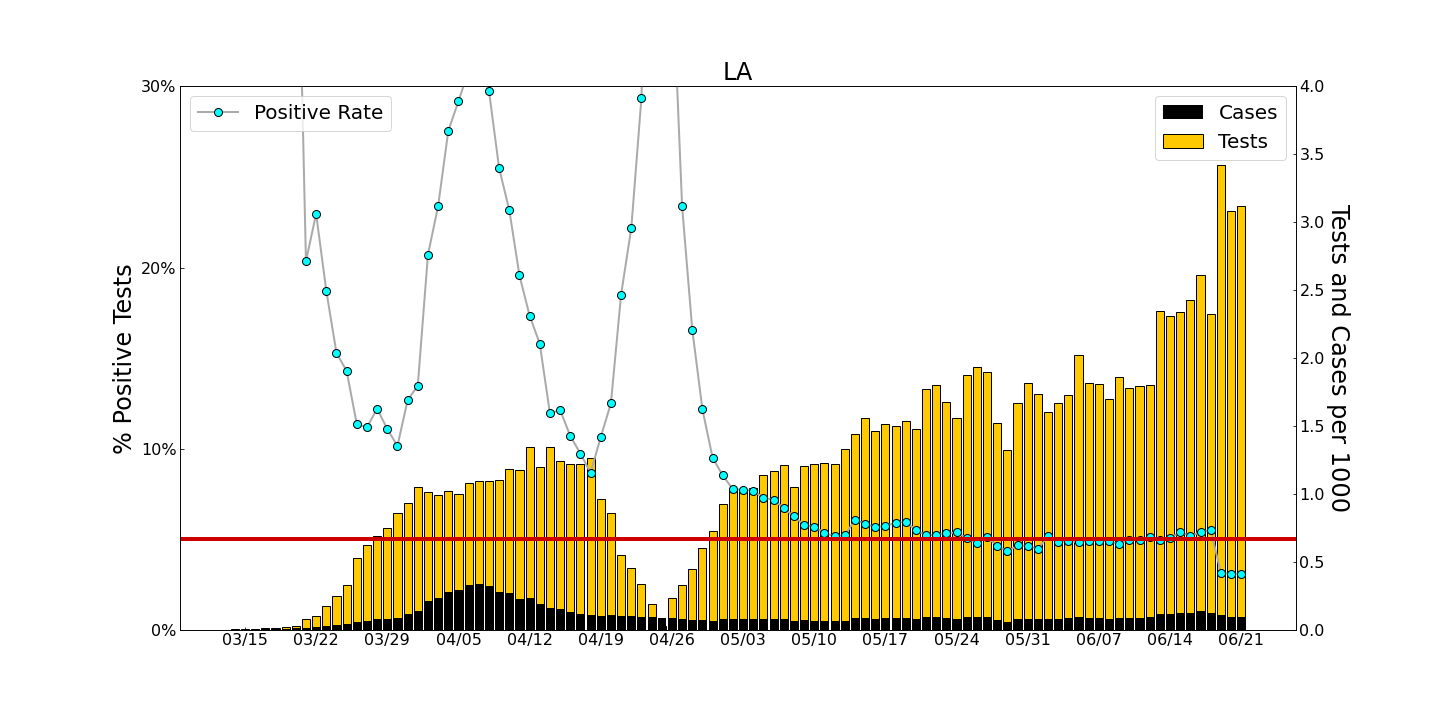 LA
30%
20%
10%
0%
% Positive Tests
Positive Rate
Cases
Tests
4.0
3.5
3.0
2.5
2.0
1.5
1.0
0.5
0.0
Tests and Cases per 1000
03/15 03/22 03/29 04/05 04/12 04/19 04/26 05/03 05/10 05/17 05/24 05/31 06/07 06/14 06/21